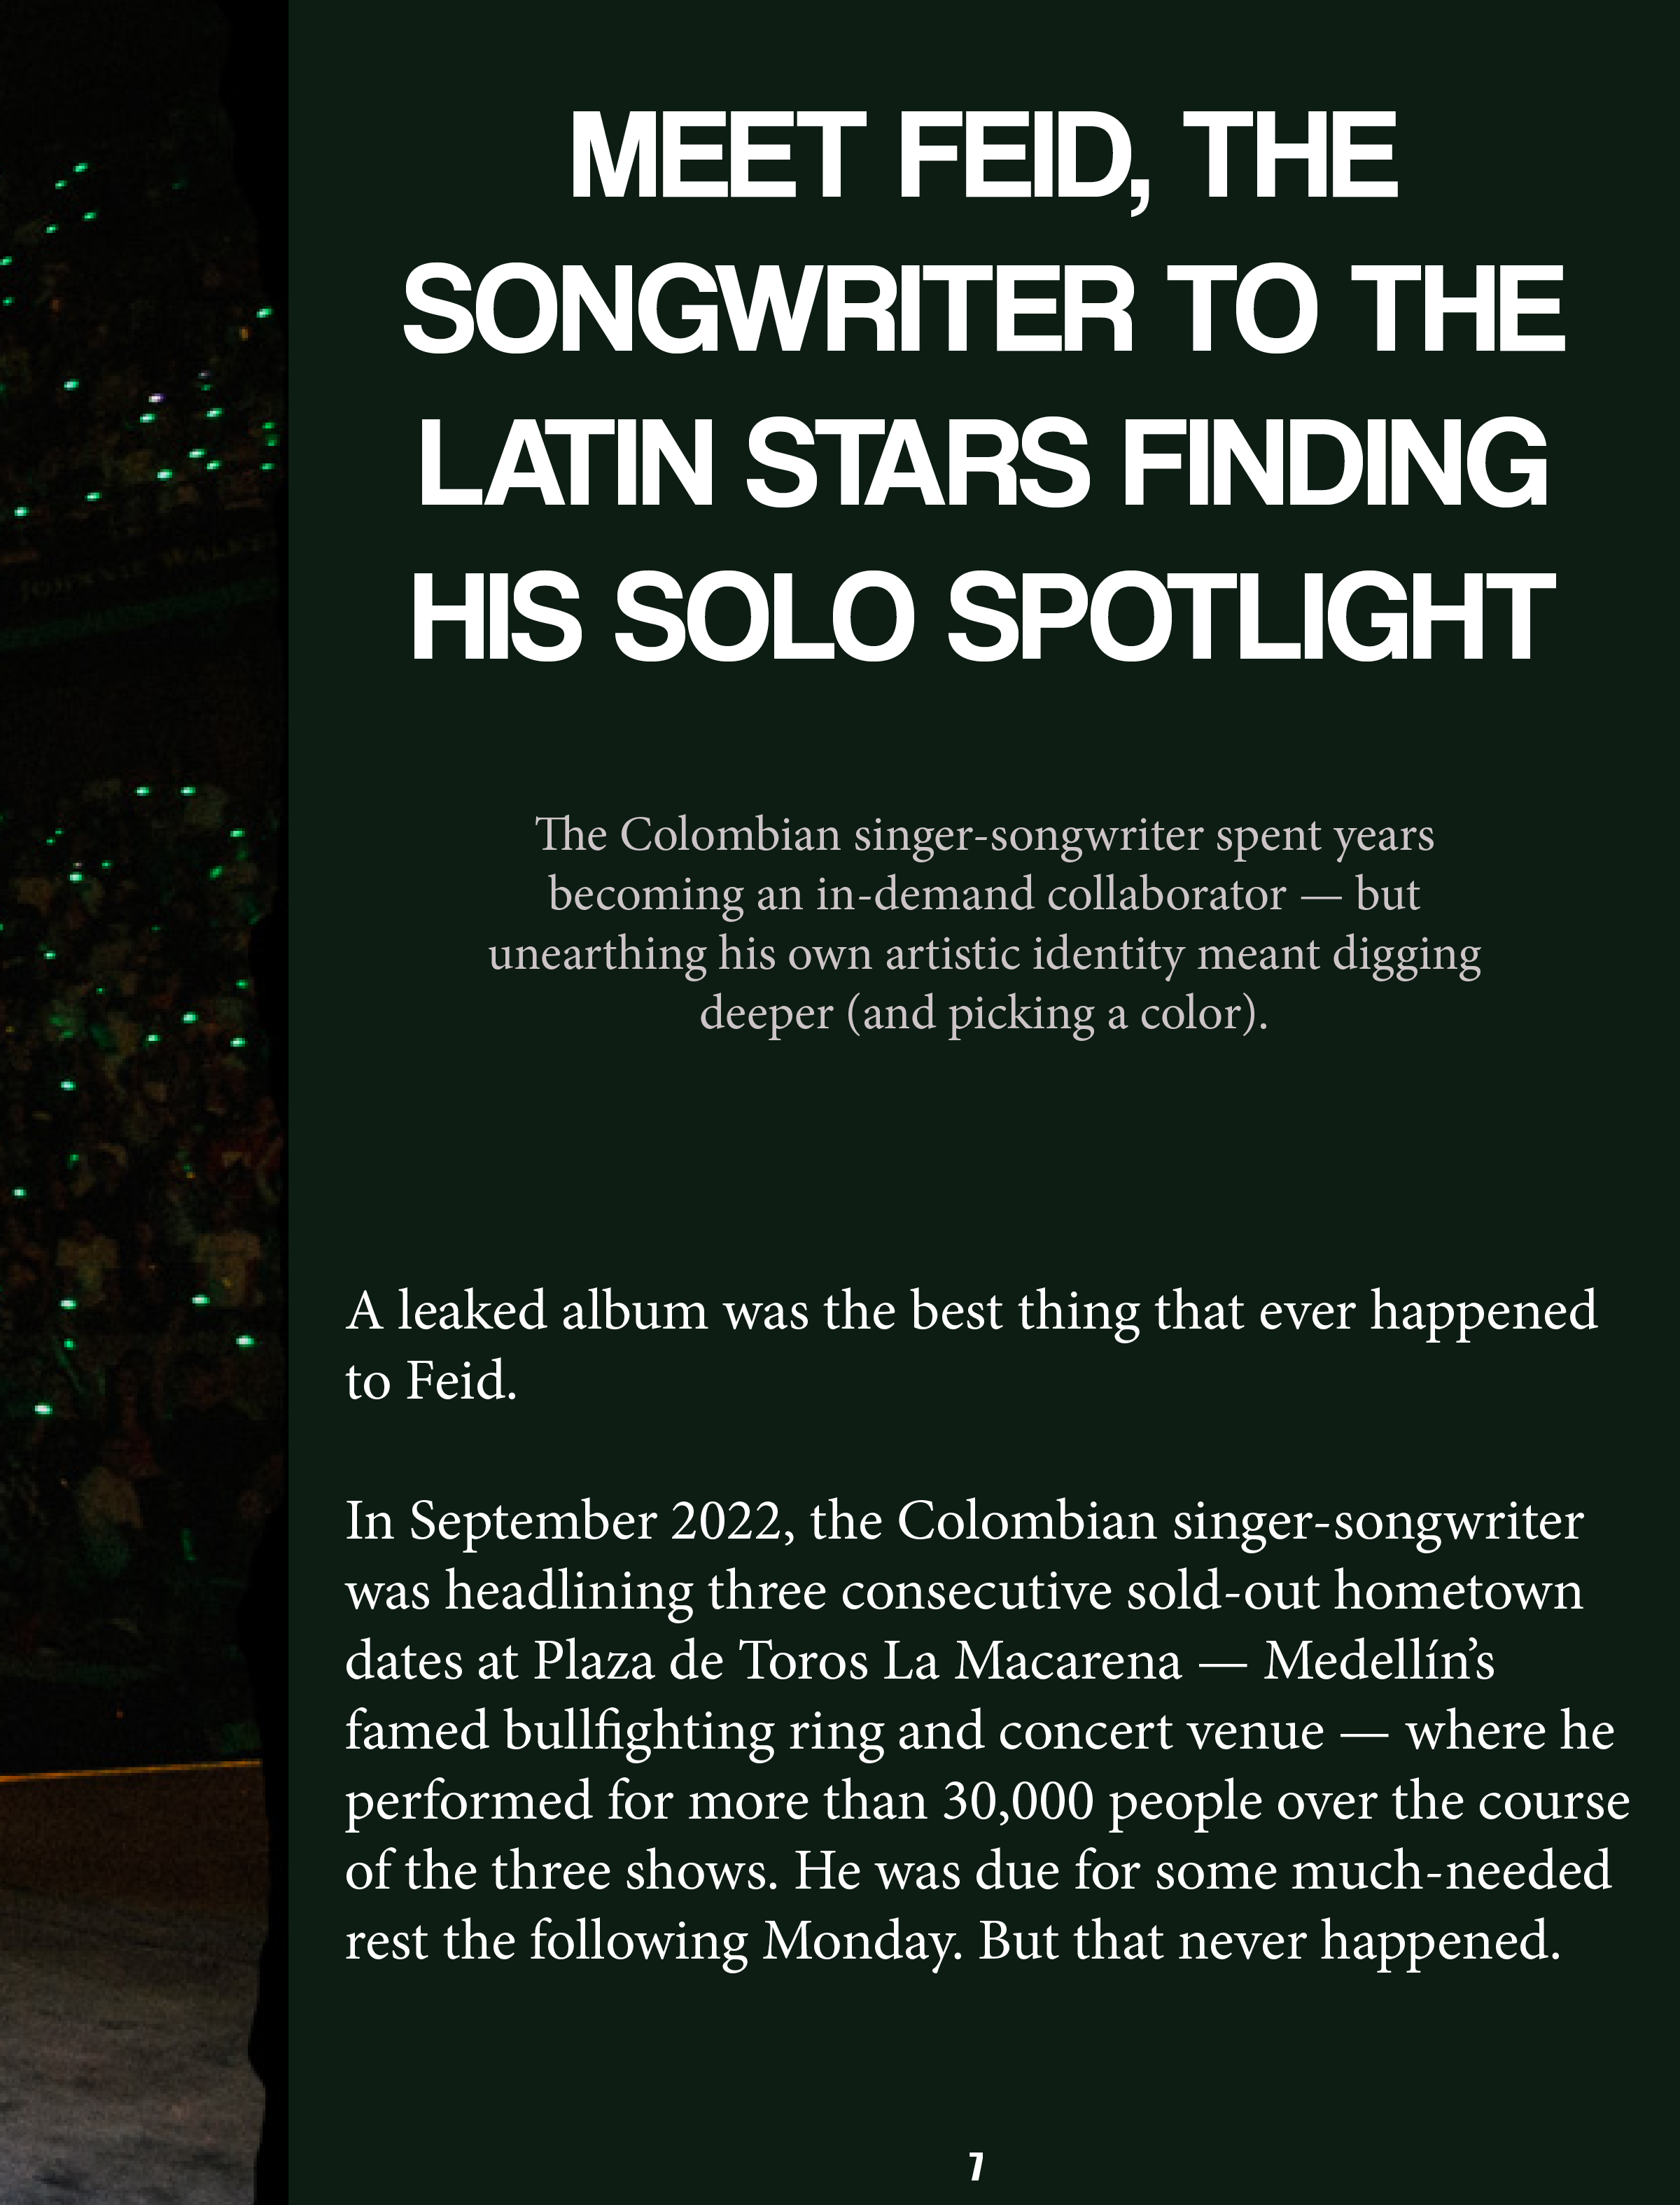 MEET FEID, THE
SONGWRITER TO THE
LATIN STARS FINDING
HIS SOLO SPOTLIGHT
The Colombian singer-songwriter spent years
becoming an in-demand collaborator — but
unearthing his own artistic identity meant digging
deeper (and picking a color).
A leaked album was the best thing that ever happened
to Feid.
In September 2022, the Colombian singer-songwriter
was headlining three consecutive sold-out hometown
dates at Plaza de Toros La Macarena — Medellín’s
famed bullfighting ring and concert venue — where he
performed for more than 30,000 people over the course
of the three shows. He was due for some much-needed
rest the following Monday. But that never happened.
7
JOHNNIE WALKE